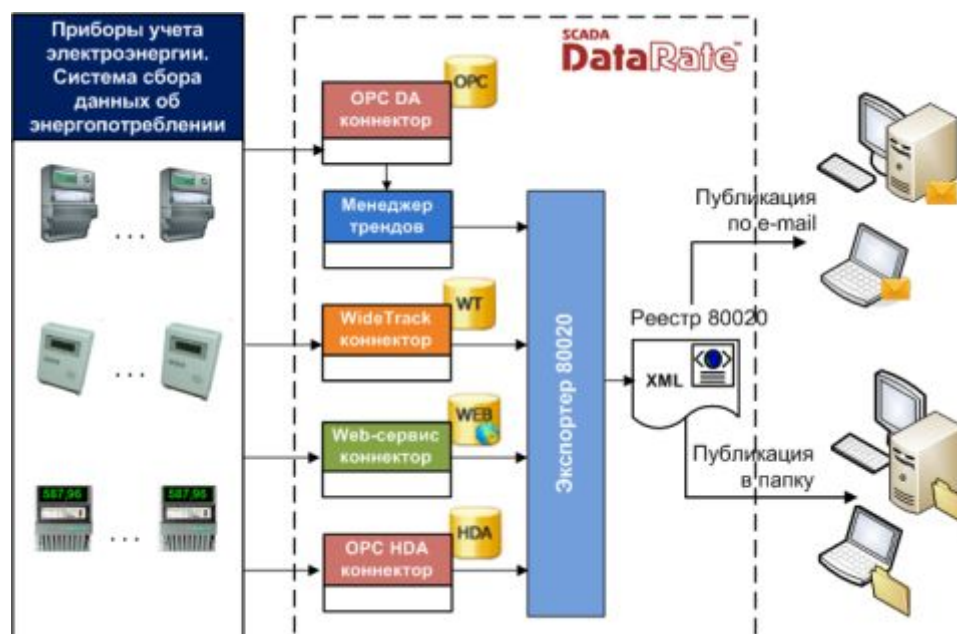 Приборы учета
электроэнергии.
Система сбора
данных об
энергопотреблении
SCADA
DataRate™
OPC
OPC DA
коннектор
Менеджер
трендов
WT
WideTrack
коннектор
WEB
Web-сервис
коннектор
HDA
OPC HDA
коннектор
Экспортер 80020
Реестр 80020
XML
Публикация
по e-mail
Публикация
в папку
587,96
587,96